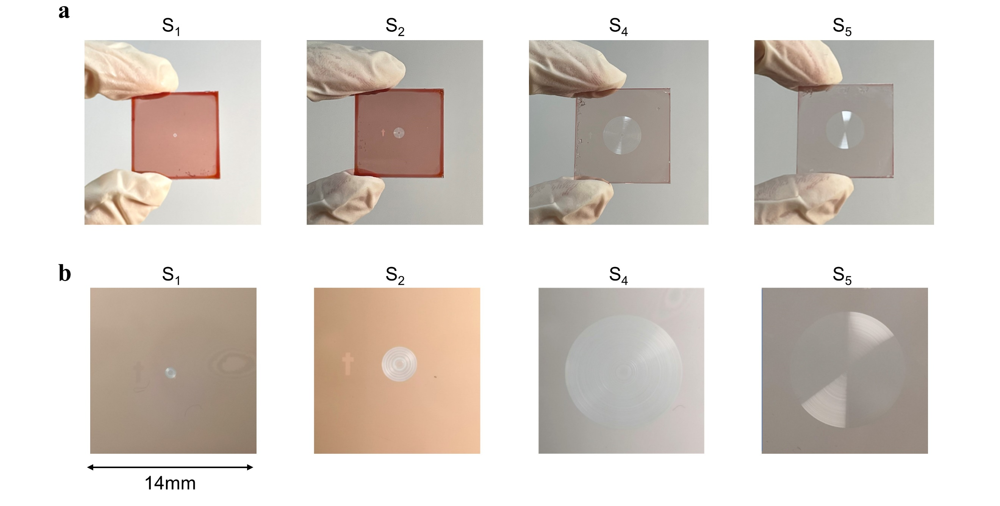 a
S₁ S₂ S₄ S₅
b
S₁ S₂ S₄ S₅
14mm